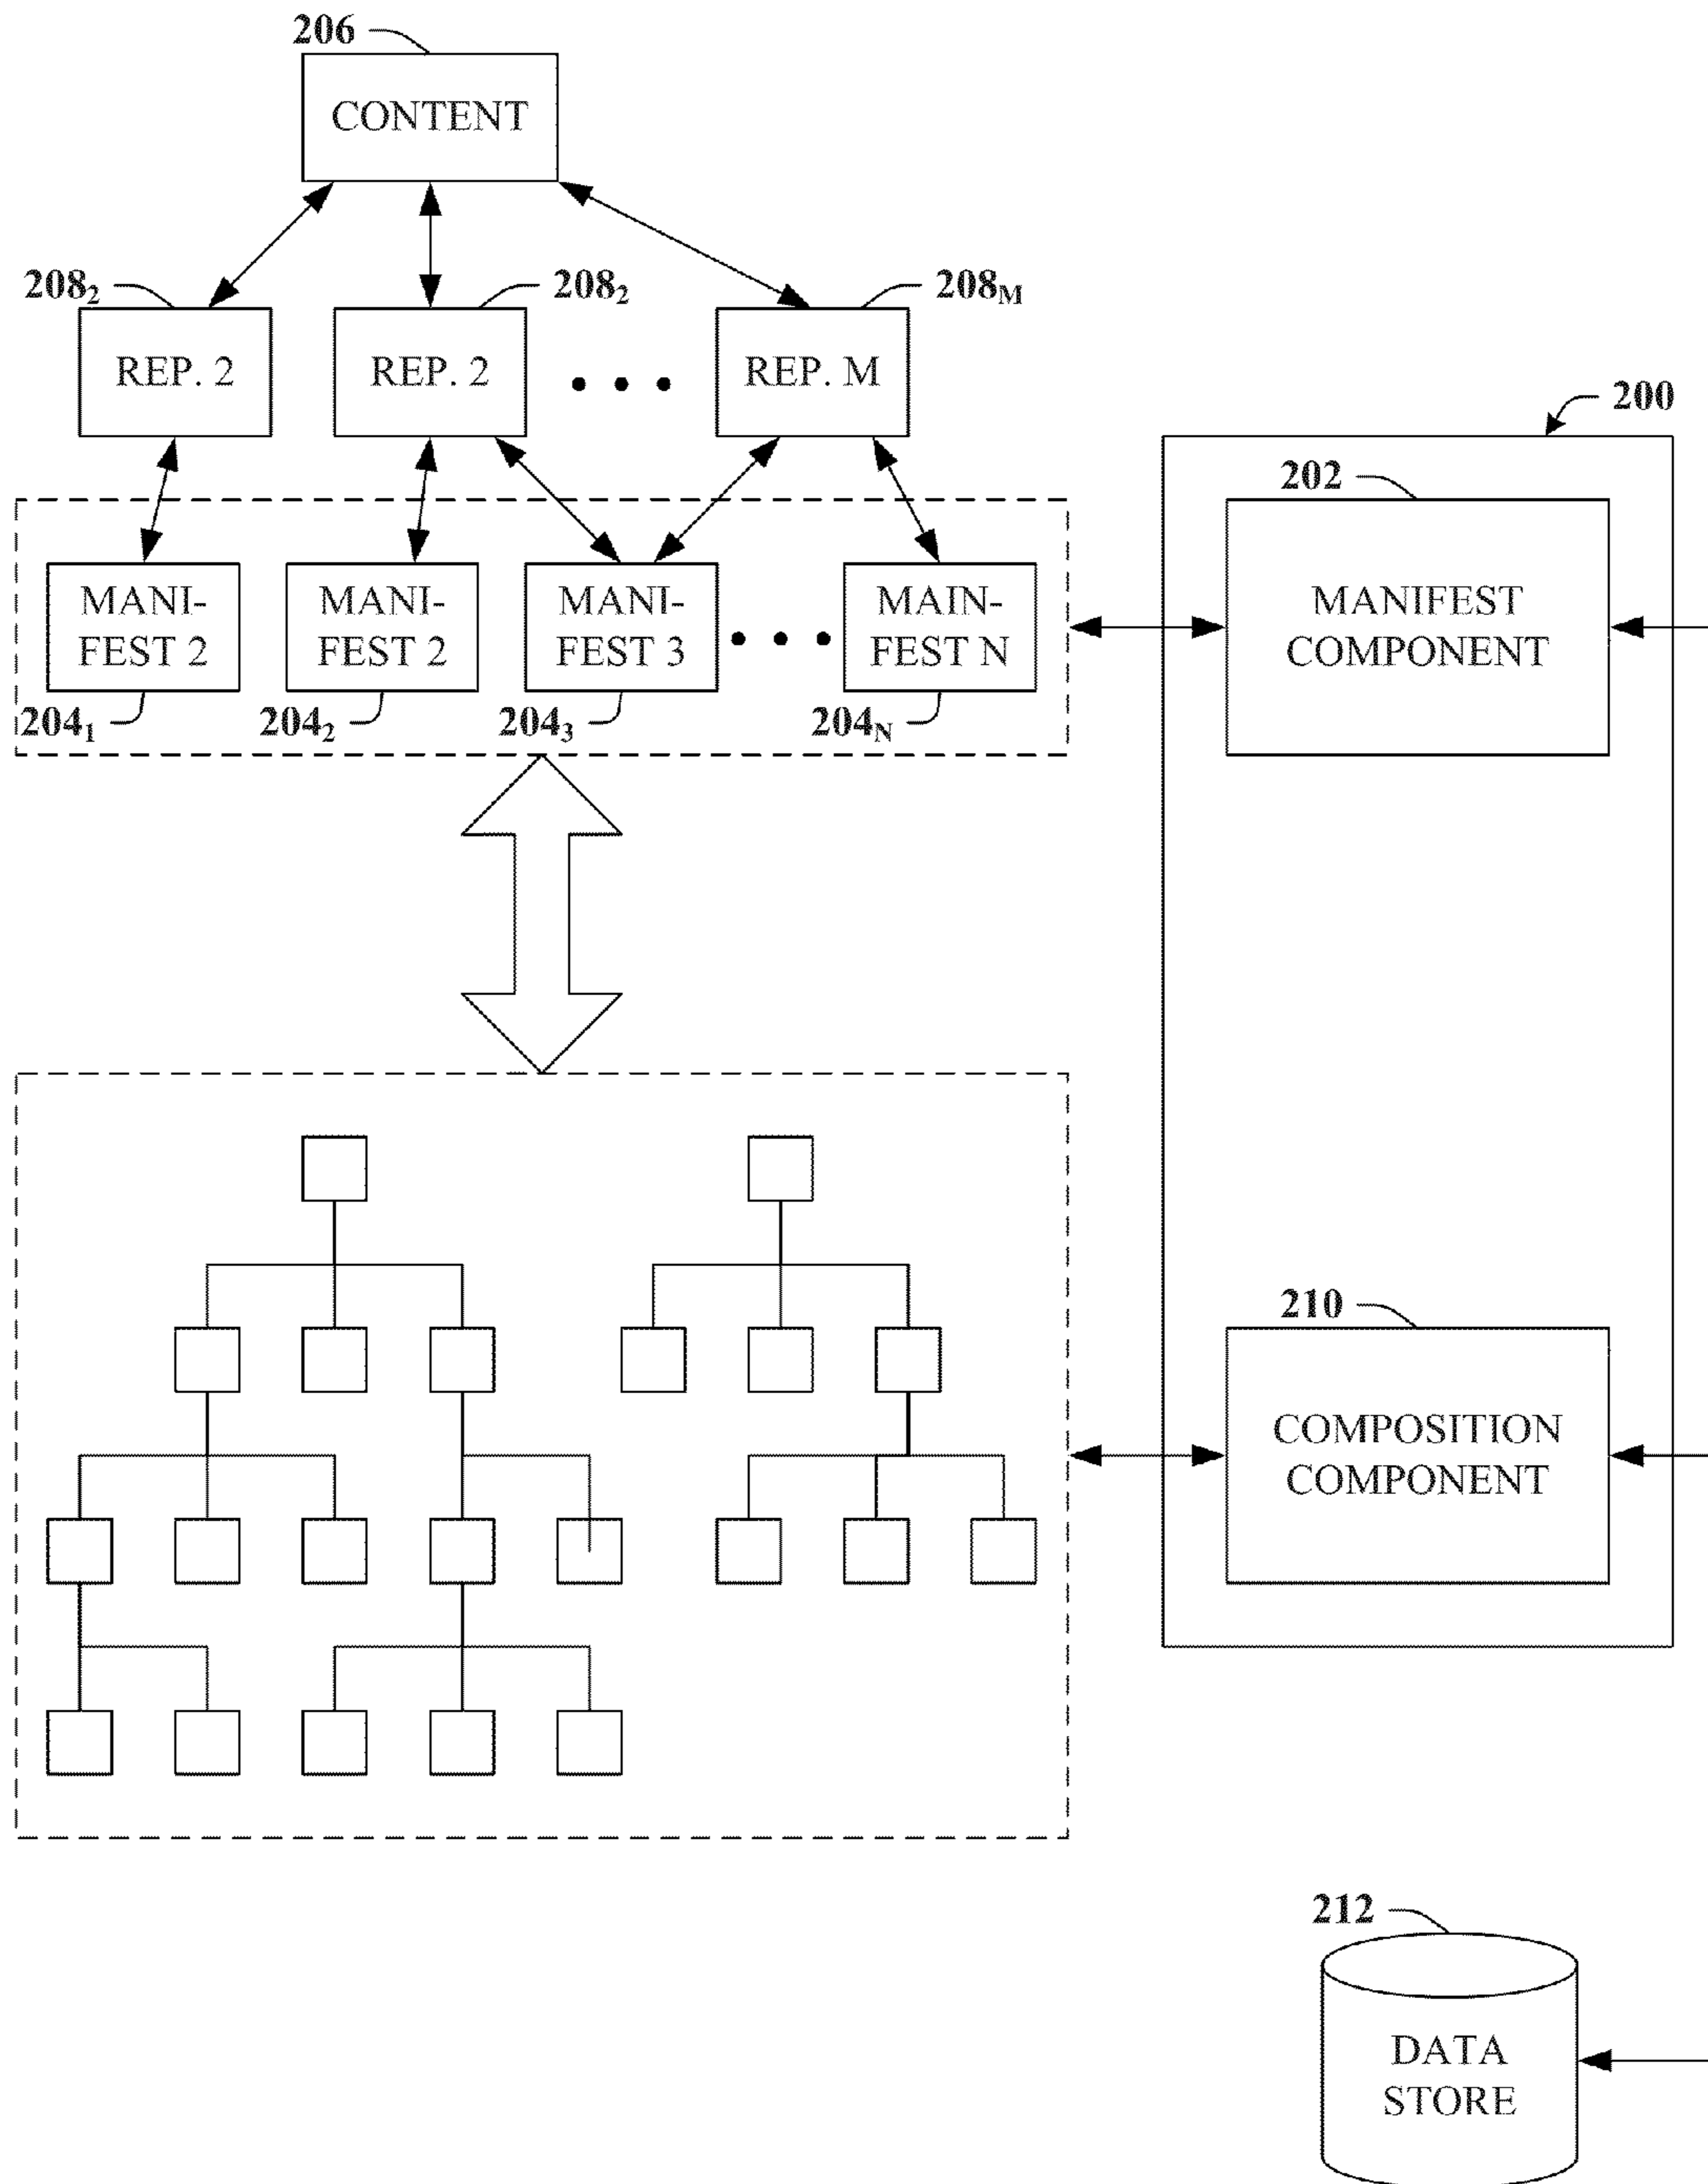 206
CONTENT
208₂
208₂
208M
REP. 2
REP. 2
• • •
REP. M
200
202
MANI-
FEST 2
MANI-
FEST 2
MANI-
FEST 3
• • •
MAIN-
FEST N
MANIFEST
COMPONENT
204₁
204₂
204₃
204N
210
COMPOSITION
COMPONENT
212
DATA
STORE